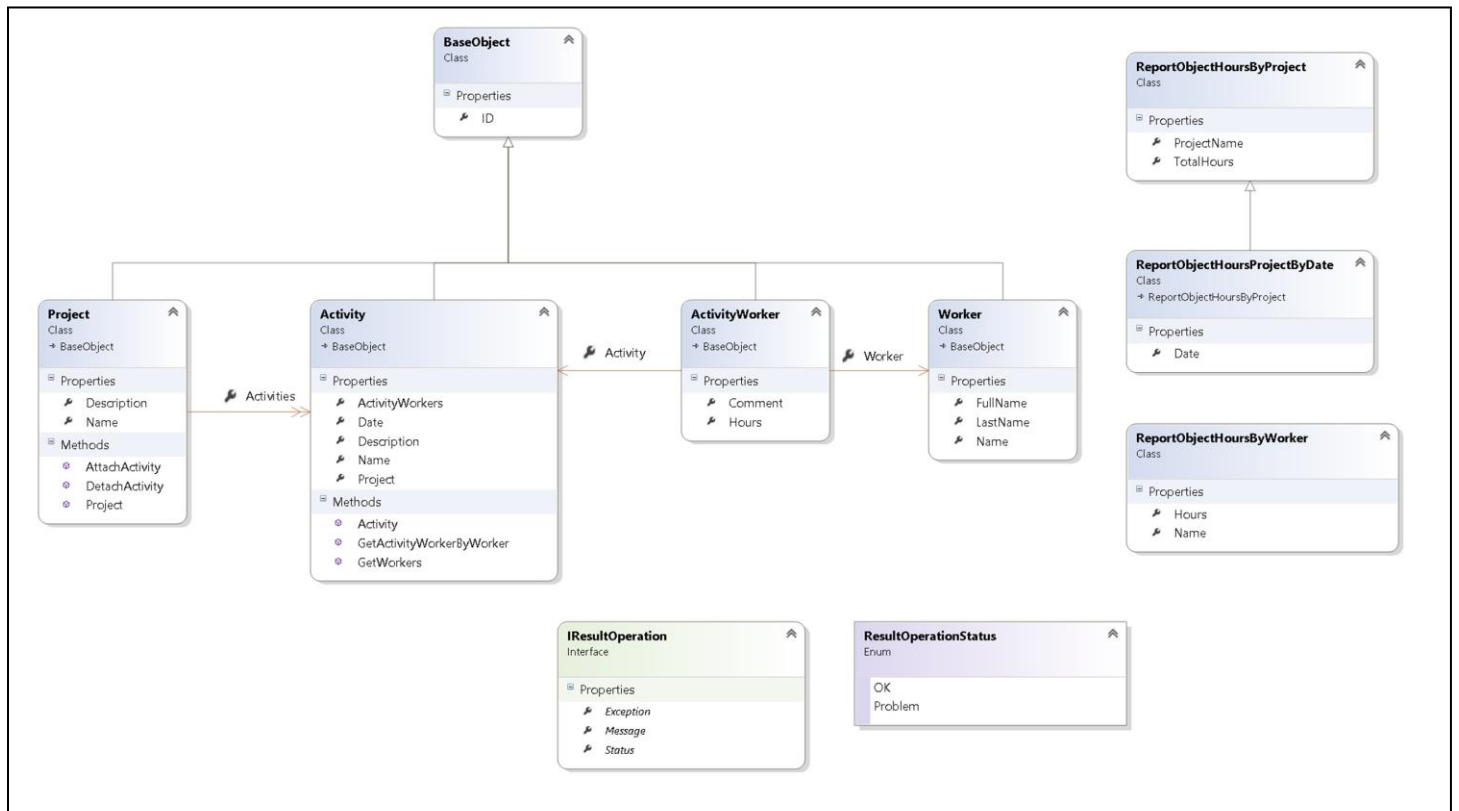 BaseObject
Class
Properties
ID
ReportObjectHoursByProject
Class
Properties
ProjectName
TotalHours
ReportObjectHoursProjectByDate
Class
ReportObjectHoursByProject
Properties
Date
Project
Class
BaseObject
Properties
Description
Name
Methods
AttachActivity
DetachActivity
Project
Activities
Activity
Class
BaseObject
Properties
ActivityWorkers
Date
Description
Name
Project
Methods
Activity
GetActivityWorkerByWorker
GetWorkers
Activity
ActivityWorker
Class
BaseObject
Properties
Comment
Hours
Worker
Worker
Class
BaseObject
Properties
FullName
LastName
Name
ReportObjectHoursByWorker
Class
Properties
Hours
Name
IResultOperation
Interface
Properties
Exception
Message
Status
ResultOperationStatus
Enum
OK
Problem